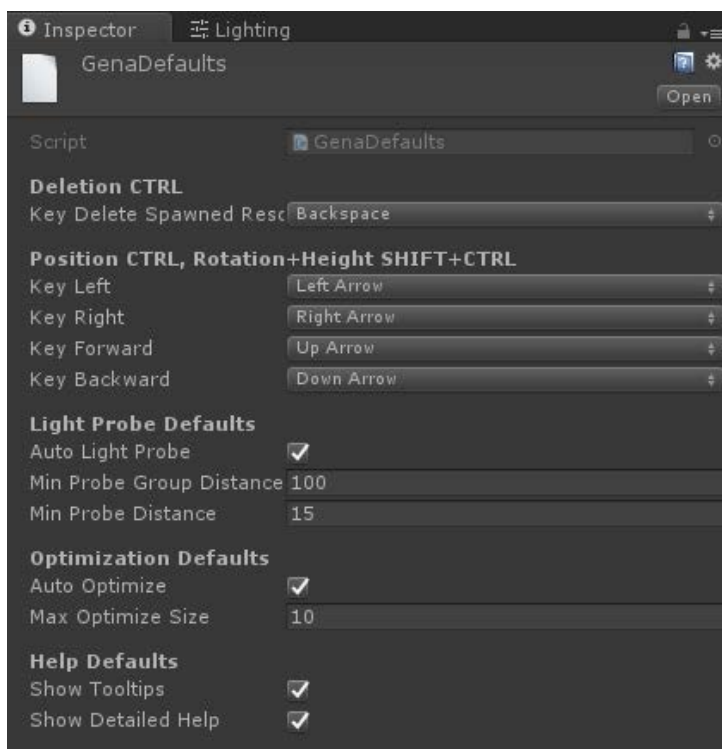 Inspector Lighting
GenaDefaults
Open
Script GenaDefaults
Deletion CTRL
Key Delete Spawned Resc Backspace
Position CTRL, Rotation+Height SHIFT+CTRL
Key Left Left Arrow
Key Right Right Arrow
Key Forward Up Arrow
Key Backward Down Arrow
Light Probe Defaults
Auto Light Probe
Min Probe Group Distance 100
Min Probe Distance 15
Optimization Defaults
Auto Optimize
Max Optimize Size 10
Help Defaults
Show Tooltips
Show Detailed Help